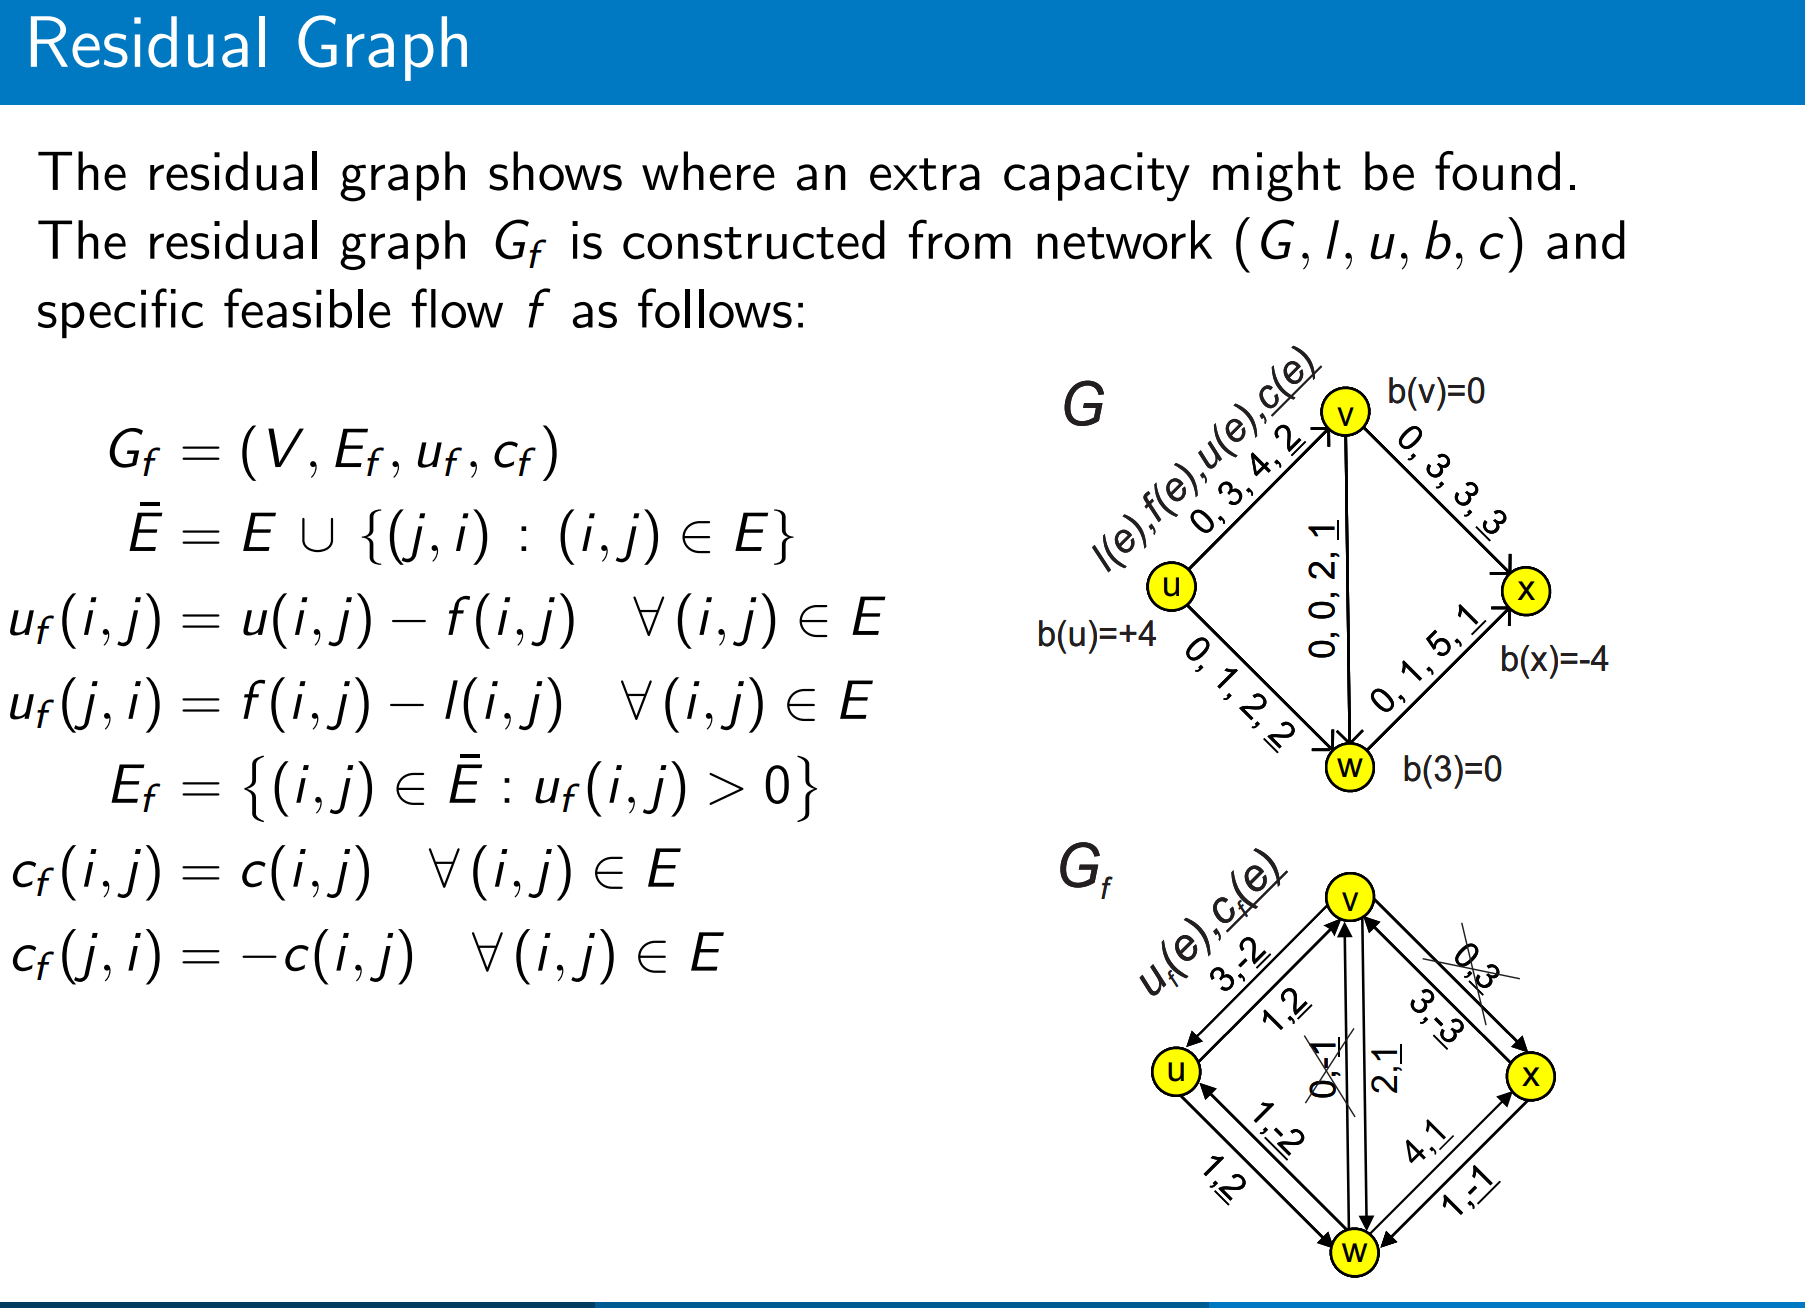 Residual Graph
The residual graph shows where an extra capacity might be found.
The residual graph G_f is constructed from network (G, l, u, b, c) and
specific feasible flow f as follows:
G_f = (V, E_f, u_f, c_f)
Ē = E ∪ {(j, i) : (i, j) ∈ E}
u_f(i, j) = u(i, j) − f(i, j) ∀(i, j) ∈ E
u_f(j, i) = f(i, j) − l(i, j) ∀(i, j) ∈ E
E_f = {(i, j) ∈ Ē : u_f(i, j) > 0}
c_f(i, j) = c(i, j) ∀(i, j) ∈ E
c_f(j, i) = −c(i, j) ∀(i, j) ∈ E
G
l(e),f(e),u(e),c(e)
v
b(v)=0
0, 3, 4, 2
0, 3, 3, 3
0, 0, 2, 1
u
x
b(u)=+4
b(x)=-4
0, 1, 2, 2
0, 1, 5, 1
w
b(3)=0
G_f
u_f(e),c_f(e)
v
3,-2
1,2
0,3
3,-3
0,-1
2,1
u
x
1,-2
1,2
4,1
1,-1
w